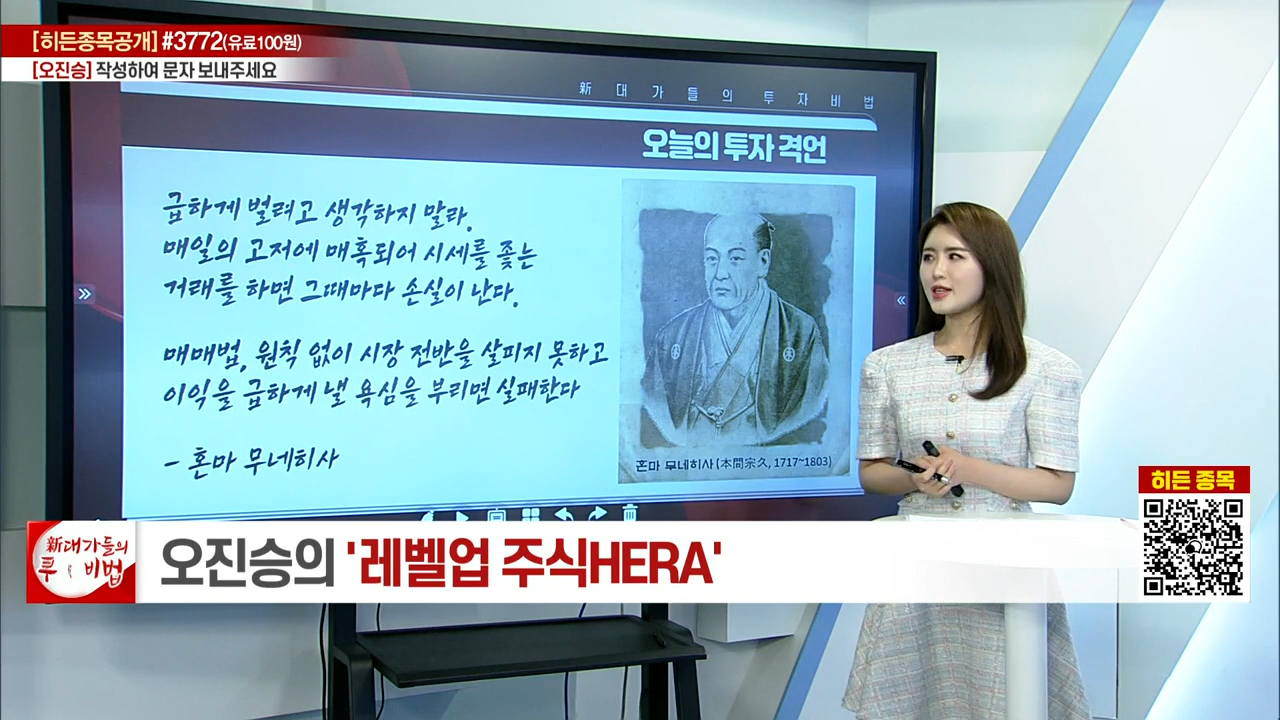 [히든종목공개] #3772(유료100원)
[오진승] 작성하여 문자 보내주세요
新 대가들의 투자비법
오늘의 투자 격언
급하게 벌려고 생각하지 말라.
매일의 고저에 매혹되어 시세를 좇는
거래를 하면 그때마다 손실이 난다.
매매법, 원칙 없이 시장 전반을 살피지 못하고
이익을 급하게 낼 욕심을 부리면 실패한다
- 혼마 무네히사
혼마 무네히사 (本間宗久, 1717~1803)
히든 종목
新대가들의
투 비법
오진승의 '레벨업 주식HERA'